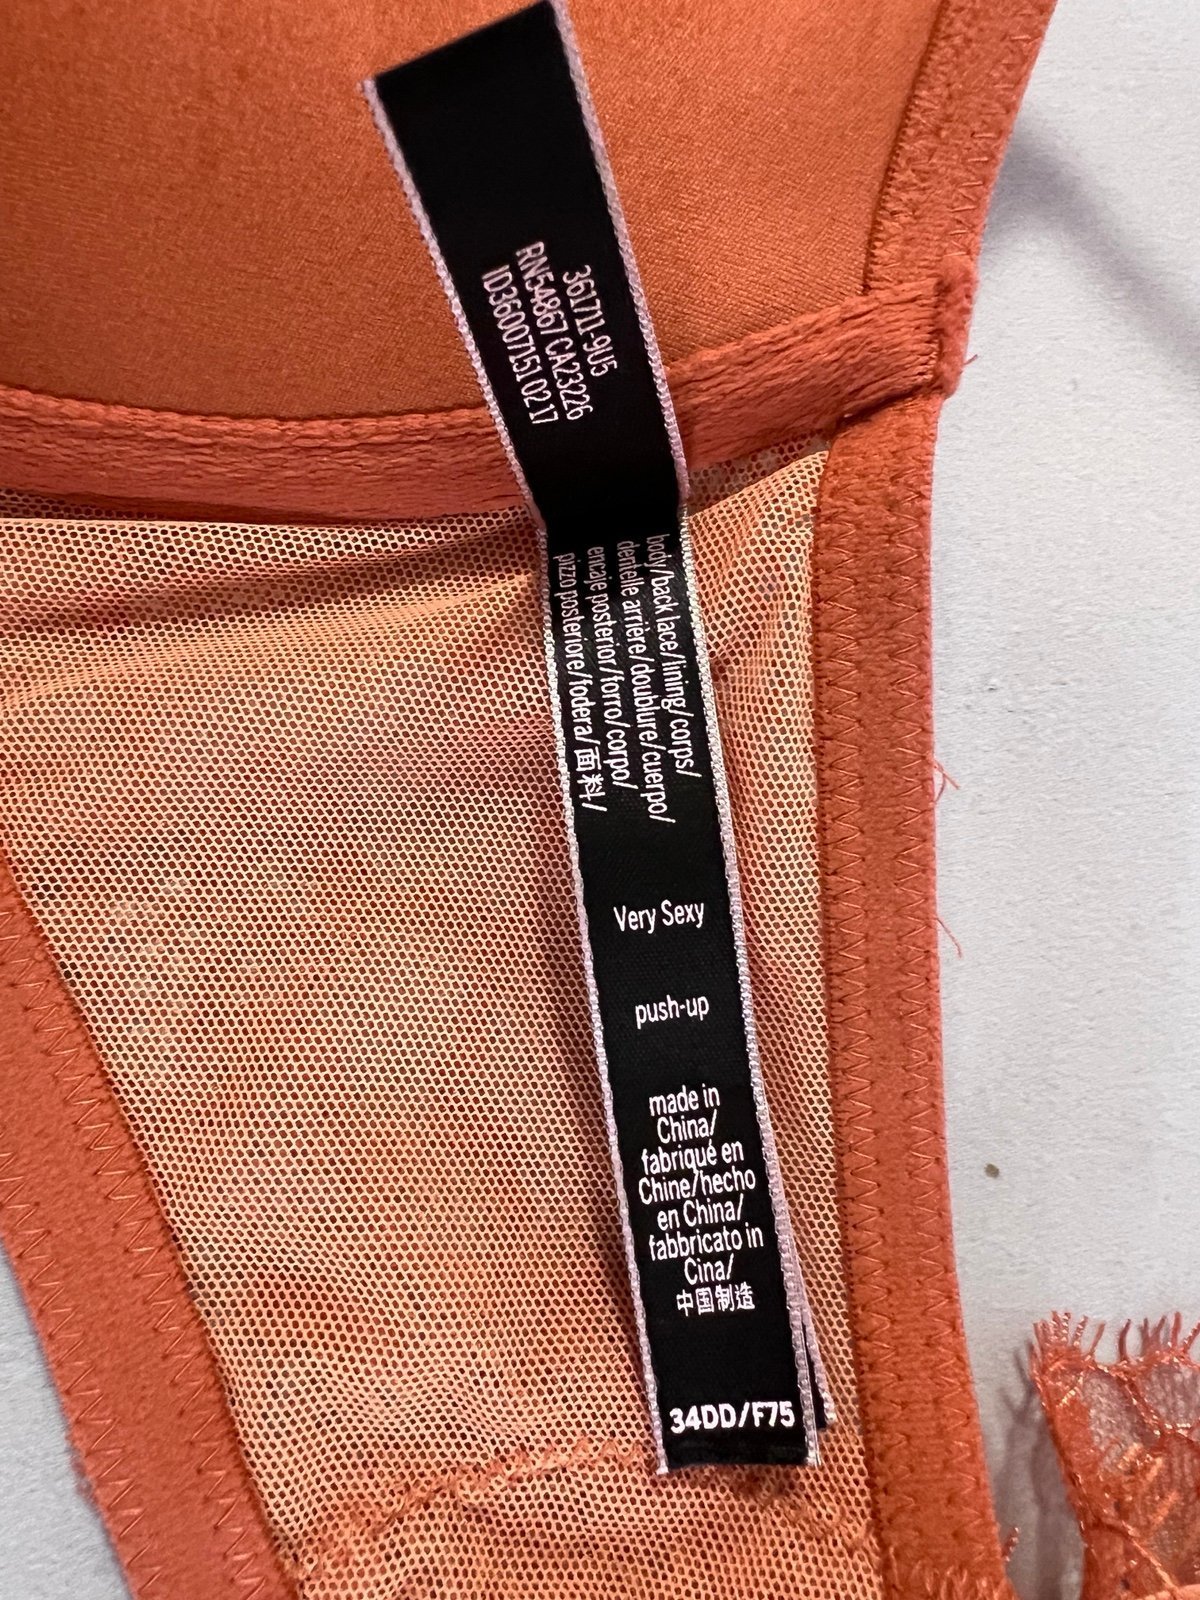 361711-9U5
RN54867 CA23226
ID36007151 0217
body/back lace/lining/corps/
dentelle arrière/doublure/cuerpo/
encaje posterior/forro/corpo/
pizzo posteriore/fodera/面料/
Very Sexy
push-up
made in
China/
fabriqué en
Chine/hecho
en China/
fabbricato in
Cina/
中国制造
34DD/F75